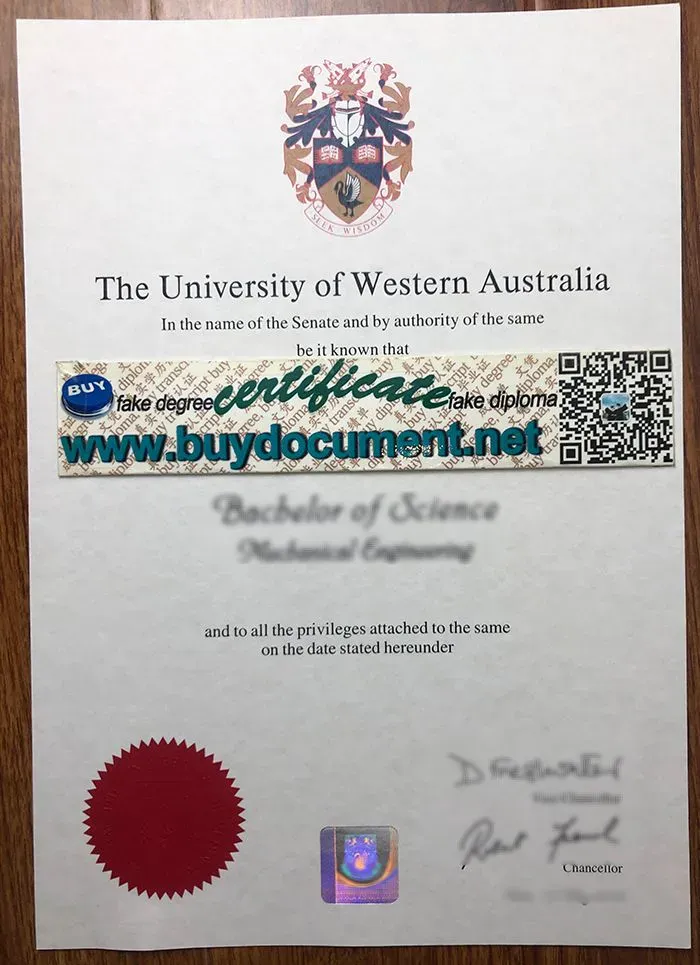 SEEK WISDOM
The University of Western Australia
In the name of the Senate and by authority of the same
be it known that
BUY fake degree certificate fake diploma
www.buydocument.net
Bachelor of Science
Mechanical Engineering
and to all the privileges attached to the same
on the date stated hereunder
Chancellor